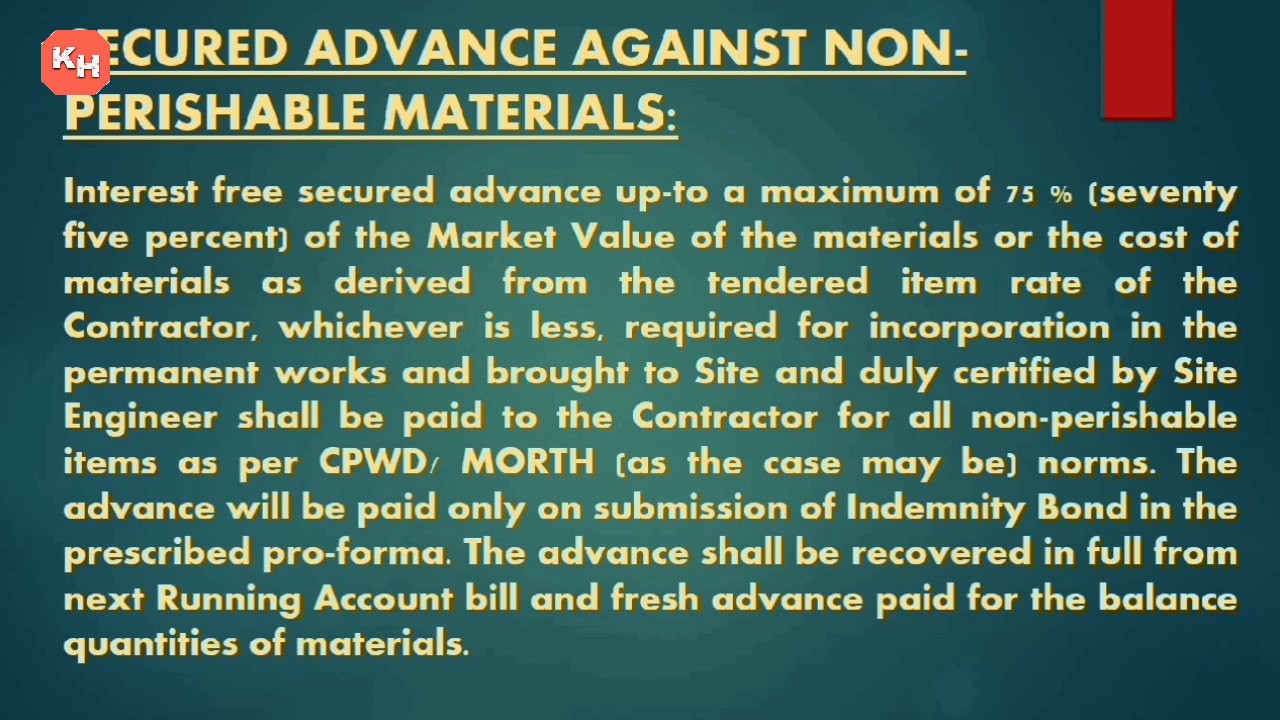 KH
SECURED ADVANCE AGAINST NON-
PERISHABLE MATERIALS:
Interest free secured advance up-to a maximum of 75 % (seventy
five percent) of the Market Value of the materials or the cost of
materials as derived from the tendered item rate of the
Contractor, whichever is less, required for incorporation in the
permanent works and brought to Site and duly certified by Site
Engineer shall be paid to the Contractor for all non-perishable
items as per CPWD/ MORTH (as the case may be) norms. The
advance will be paid only on submission of Indemnity Bond in the
prescribed pro-forma. The advance shall be recovered in full from
next Running Account bill and fresh advance paid for the balance
quantities of materials.